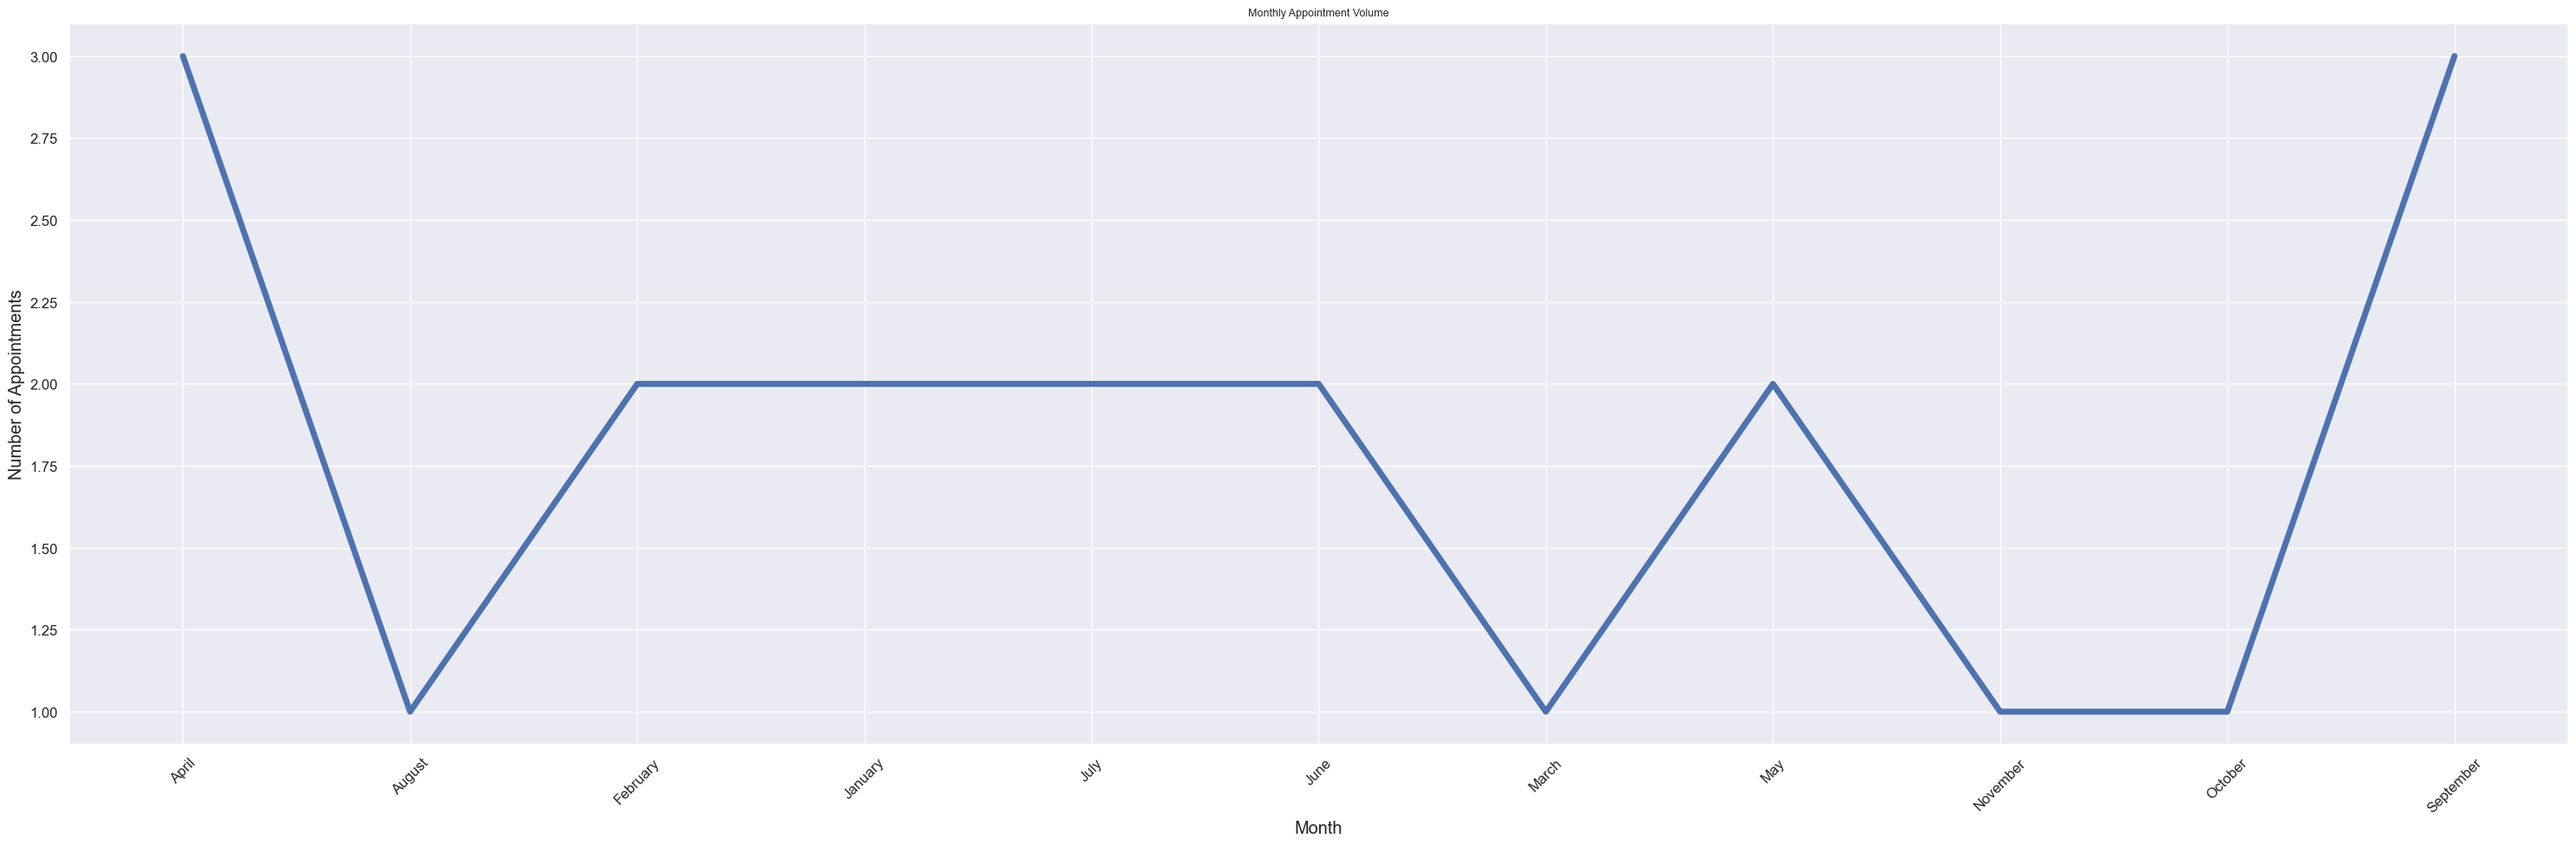 Monthly Appointment Volume
3.00
2.75
2.50
2.25
2.00
1.75
1.50
1.25
1.00
Number of Appointments
April
August
February
January
July
June
March
May
November
October
September
Month